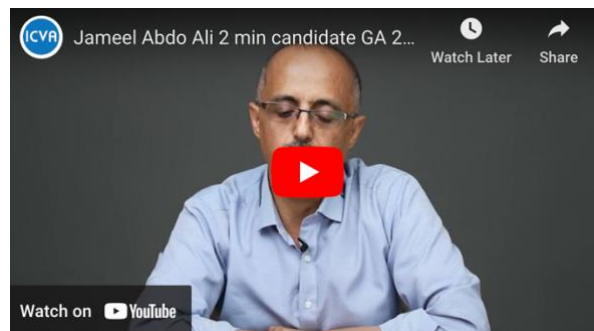 ICVA
Jameel Abdo Ali 2 min candidate GA 2...
Watch Later
Share
Watch on YouTube